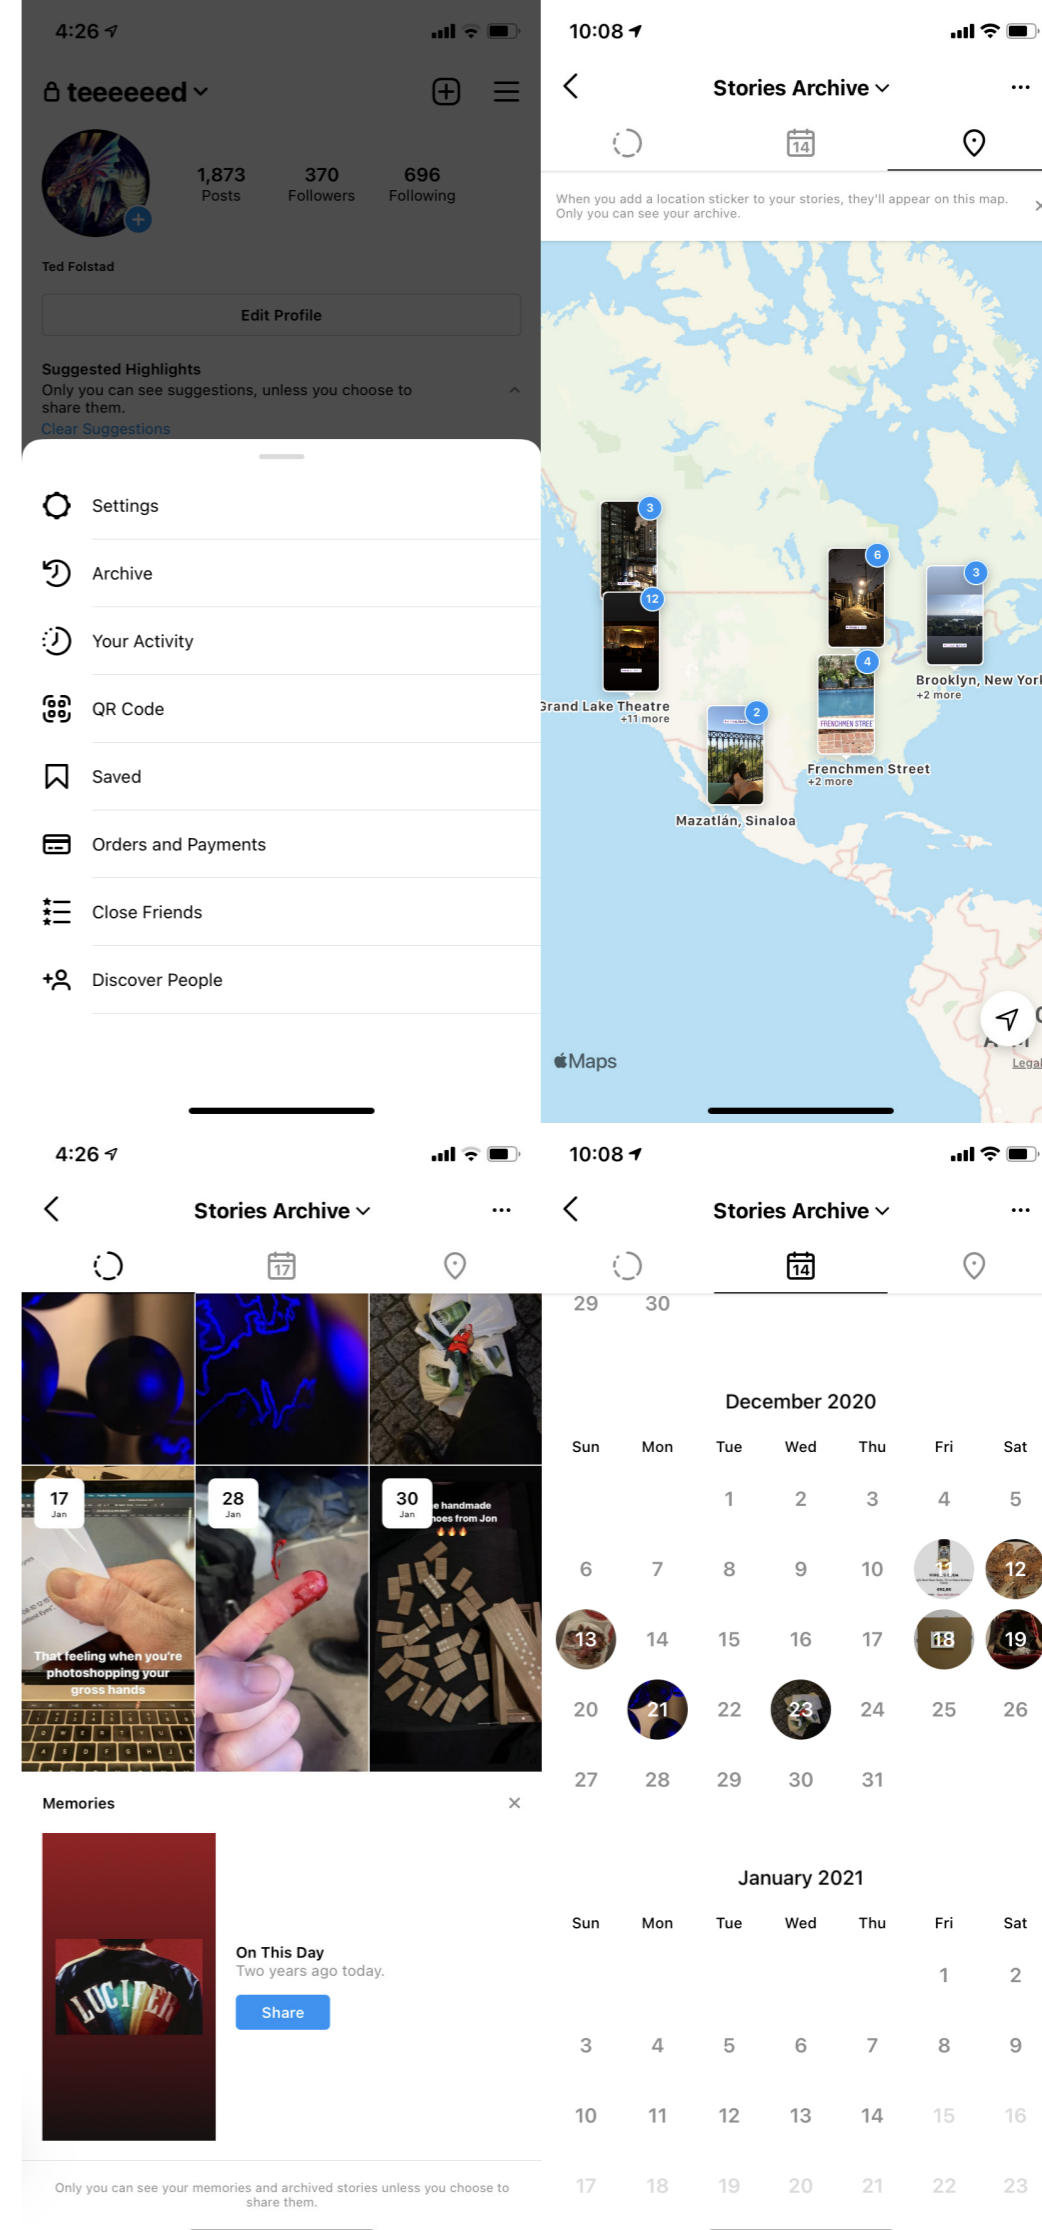 4:26
teeeeeed
1,873 370 696
Posts Followers Following
Ted Folstad
Edit Profile
Suggested Highlights
Only you can see suggestions, unless you choose to
share them.
Clear Suggestions
Settings
Archive
Your Activity
QR Code
Saved
Orders and Payments
Close Friends
Discover People
10:08
Stories Archive
14
When you add a location sticker to your stories, they'll appear on this map.
Only you can see your archive.
3
12
6
3
4
2
Brooklyn, New York
+2 more
Grand Lake Theatre
+11 more
FRENCHMEN STREE
Frenchmen Street
+2 more
Mazatlán, Sinaloa
Maps
Legal
4:26
Stories Archive
17
17
Jan
28
Jan
30
Jan
handmade
from Jon
That feeling when you're
photoshopping your
gross hands
Memories
LUCIFER
On This Day
Two years ago today.
Share
Only you can see your memories and archived stories unless you choose to
share them.
10:08
Stories Archive
14
29 30
December 2020
Sun Mon Tue Wed Thu Fri Sat
1 2 3 4 5
6 7 8 9 10 11 12
13 14 15 16 17 18 19
20 21 22 23 24 25 26
27 28 29 30 31
January 2021
Sun Mon Tue Wed Thu Fri Sat
1 2
3 4 5 6 7 8 9
10 11 12 13 14 15 16
17 18 19 20 21 22 23